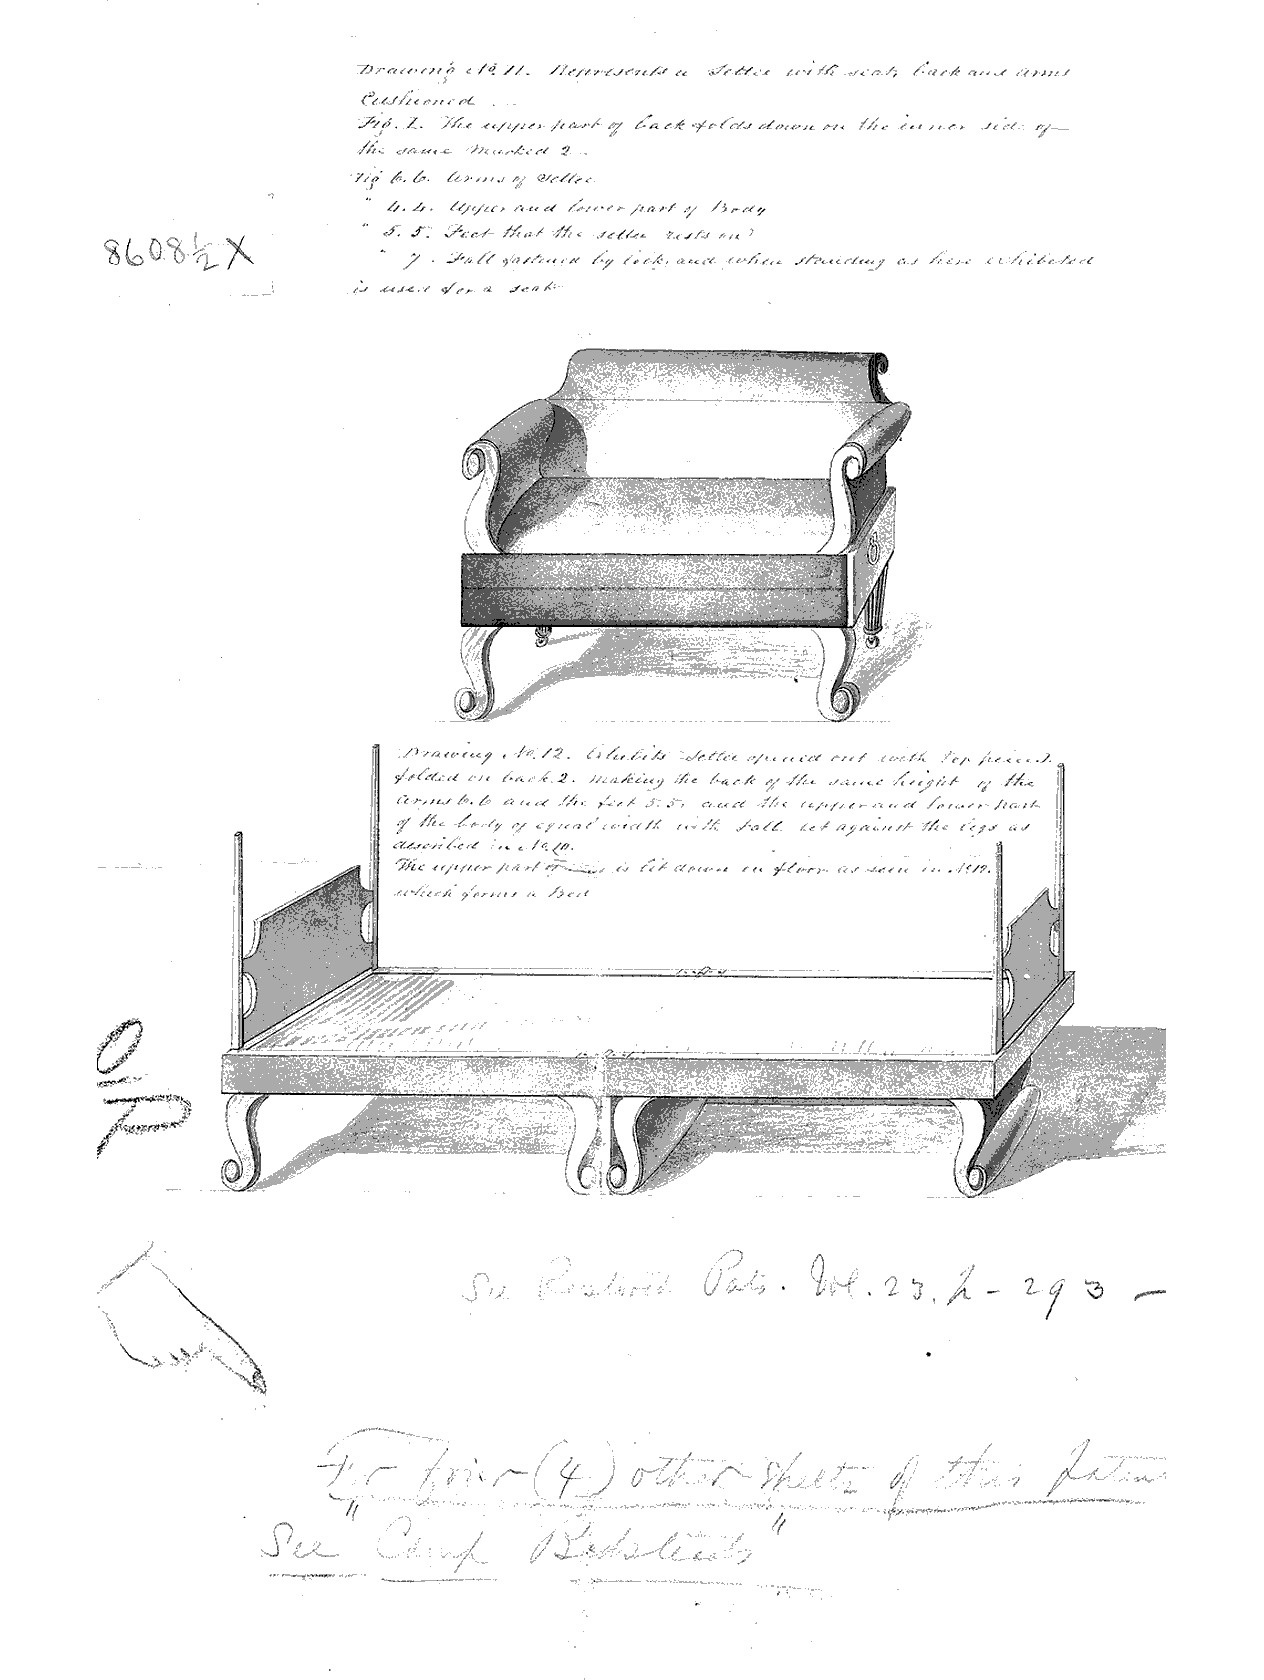 Drawing No. 11. Represents a Settee with seat, back and arms
Cushioned
Fig. 1. The upper part of back folds down on the inner side of
the same Marked 2.
Fig 6.6. Arms of Settee
" 4.4. Upper and lower part of Body
" 5.5. Feet that the settee rests on
" 7. Fall fastened by lock, and when standing as here exhibited
is used for a seat
8608½X
Drawing No. 12. Exhibits Settee opened out with Top piece 1.
folded on back 2. making the back of the same height of the
arms 6.6 and the feet 5.5. and the upper and lower part
of the body of equal width with Fall set against the legs as
described in No. 10.
The upper part of is let down on floor as seen in No 12.
which forms a Bed
See Restored Pats. Vol. 23. p - 293 —
For four (4) other sheets of this patent
See "Camp Bedsteads"